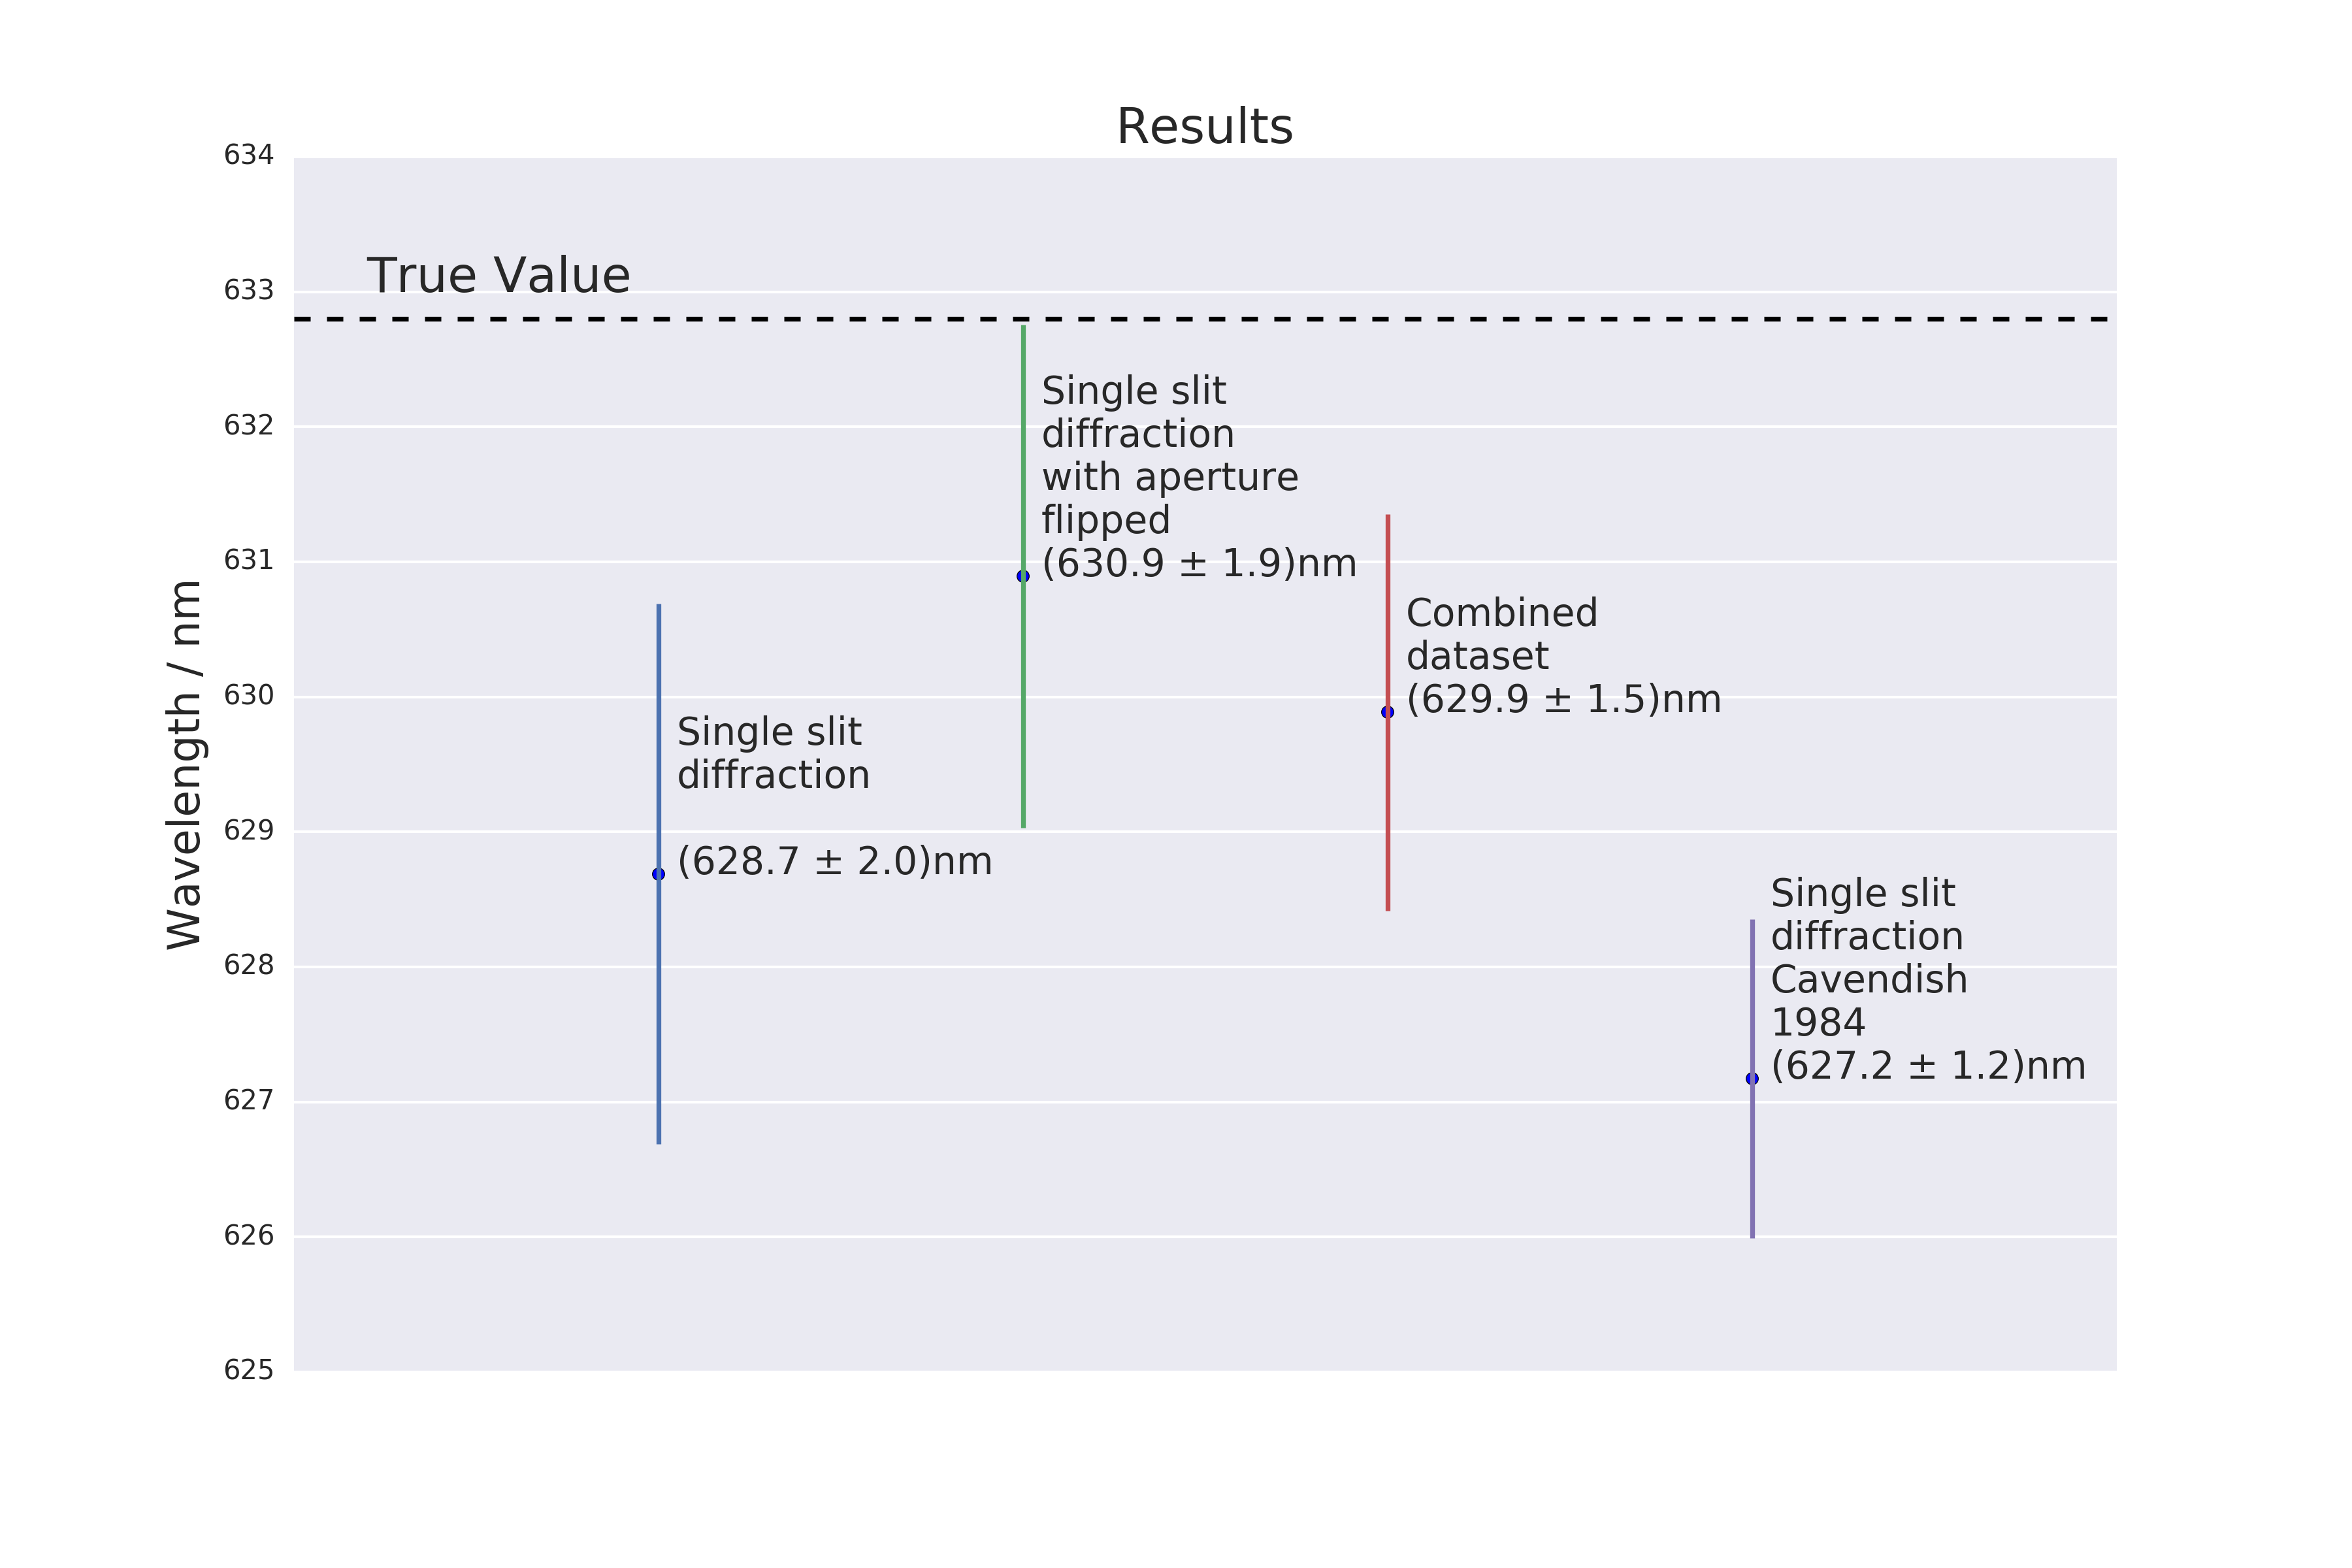 Results
634
633
632
631
630
629
628
627
626
625
Wavelength / nm
True Value
Single slit
diffraction
(628.7 ± 2.0)nm
Single slit
diffraction
with aperture
flipped
(630.9 ± 1.9)nm
Combined
dataset
(629.9 ± 1.5)nm
Single slit
diffraction
Cavendish
1984
(627.2 ± 1.2)nm